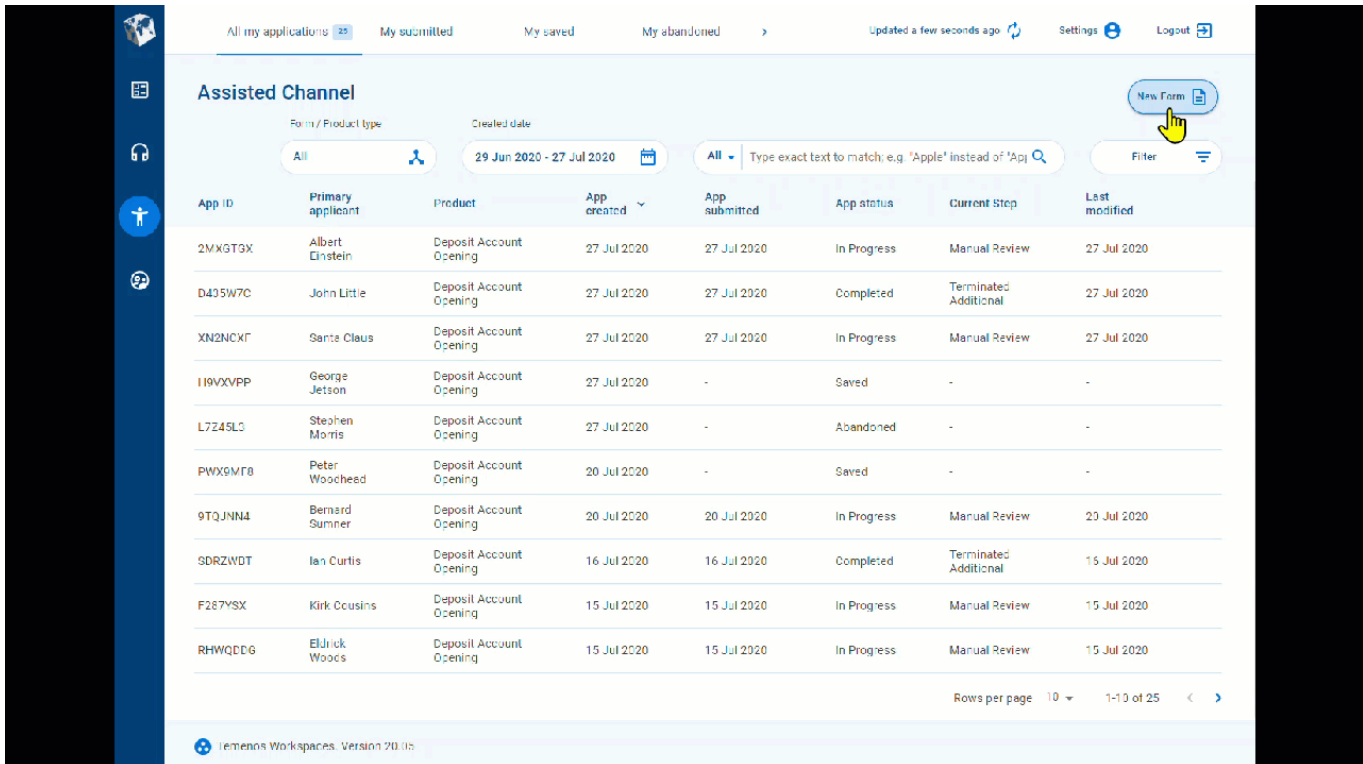 All my applications 25 My submitted My saved My abandoned > Updated a few seconds ago Settings Logout
Assisted Channel
New Form
Form / Product type Created date
All 29 Jun 2020 - 27 Jul 2020 All Type exact text to match; e.g. "Apple" instead of "Ap Filter
App ID Primary applicant Product App created App submitted App status Current Step Last modified
2MXGTGX Albert Einstein Deposit Account Opening 27 Jul 2020 27 Jul 2020 In Progress Manual Review 27 Jul 2020
D435W7C John Little Deposit Account Opening 27 Jul 2020 27 Jul 2020 Completed Terminated Additional 27 Jul 2020
XN2NCXF Santa Claus Deposit Account Opening 27 Jul 2020 27 Jul 2020 In Progress Manual Review 27 Jul 2020
H9VXVPP George Jetson Deposit Account Opening 27 Jul 2020 - Saved - -
L7Z45L3 Stephen Morris Deposit Account Opening 27 Jul 2020 - Abandoned - -
PWX9MF8 Peter Woodhead Deposit Account Opening 20 Jul 2020 - Saved - -
9TQJNN4 Bernard Sumner Deposit Account Opening 20 Jul 2020 20 Jul 2020 In Progress Manual Review 20 Jul 2020
SDRZWDT Ian Curtis Deposit Account Opening 16 Jul 2020 16 Jul 2020 Completed Terminated Additional 16 Jul 2020
F287YSX Kirk Cousins Deposit Account Opening 15 Jul 2020 15 Jul 2020 In Progress Manual Review 15 Jul 2020
RHWQDDG Eldrick Woods Deposit Account Opening 15 Jul 2020 15 Jul 2020 In Progress Manual Review 15 Jul 2020
Rows per page 10 1-10 of 25 < >
Temenos Workspaces. Version 20.05